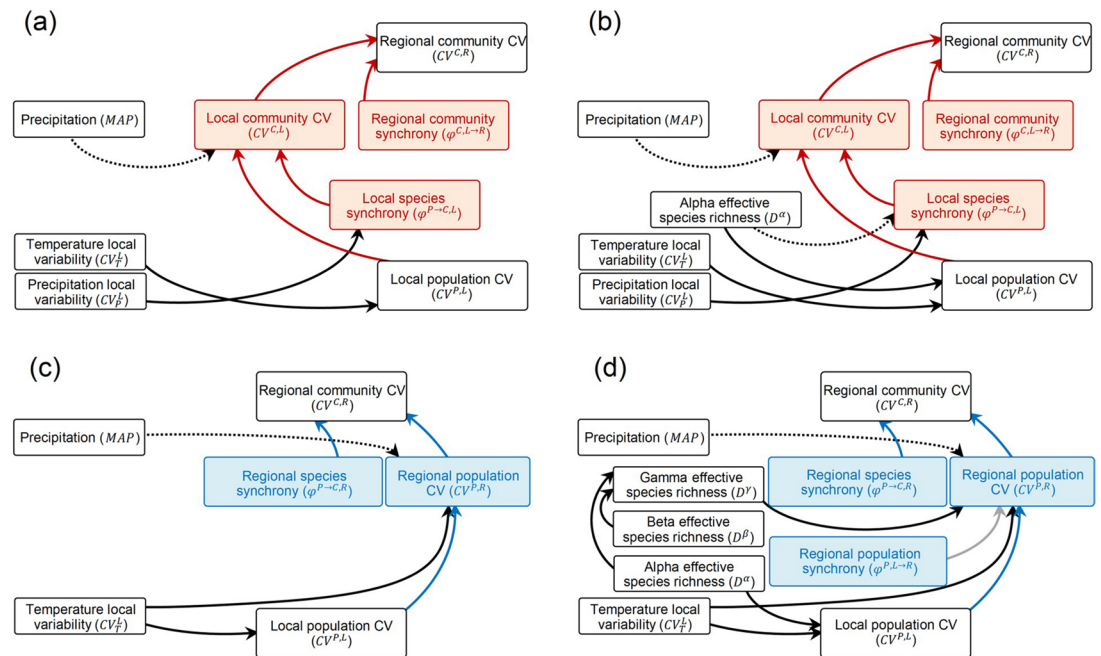 (a)
Regional community CV
(CV^{C,R})
Precipitation (MAP)
Local community CV
(CV^{C,L})
Regional community
synchrony (φ^{C,L→R})
Local species
synchrony (φ^{P→C,L})
Temperature local
variability (CV_T^L)
Precipitation local
variability (CV_P^L)
Local population CV
(CV^{P,L})
(b)
Regional community CV
(CV^{C,R})
Precipitation (MAP)
Local community CV
(CV^{C,L})
Regional community
synchrony (φ^{C,L→R})
Alpha effective
species richness (D^α)
Local species
synchrony (φ^{P→C,L})
Temperature local
variability (CV_T^L)
Precipitation local
variability (CV_P^L)
Local population CV
(CV^{P,L})
(c)
Regional community CV
(CV^{C,R})
Precipitation (MAP)
Regional species
synchrony (φ^{P→C,R})
Regional population
CV (CV^{P,R})
Temperature local
variability (CV_T^L)
Local population CV
(CV^{P,L})
(d)
Regional community CV
(CV^{C,R})
Precipitation (MAP)
Gamma effective
species richness (D^γ)
Regional species
synchrony (φ^{P→C,R})
Regional population
CV (CV^{P,R})
Beta effective
species richness (D^β)
Regional population
synchrony (φ^{P,L→R})
Alpha effective
species richness (D^α)
Temperature local
variability (CV_T^L)
Local population CV
(CV^{P,L})